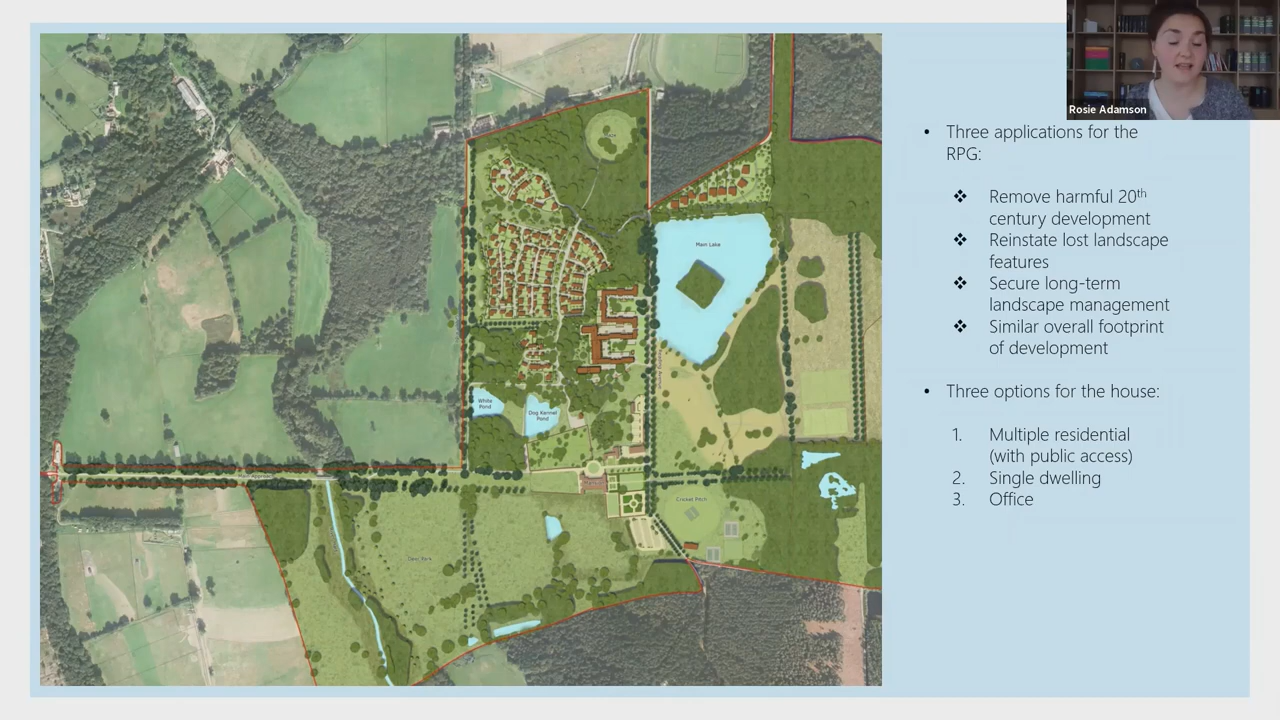 Rosie Adamson
• Three applications for the
RPG:
❖ Remove harmful 20th
century development
❖ Reinstate lost landscape
features
❖ Secure long-term
landscape management
❖ Similar overall footprint
of development
• Three options for the house:
1. Multiple residential
(with public access)
2. Single dwelling
3. Office
Main Lake
White
Pond
Dog Kennel
Pond
Main Approach
Cricket Pitch
Deer Park